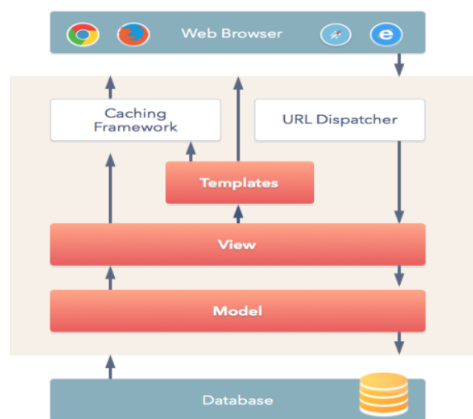 Web Browser
Caching
Framework
URL Dispatcher
Templates
View
Model
Database